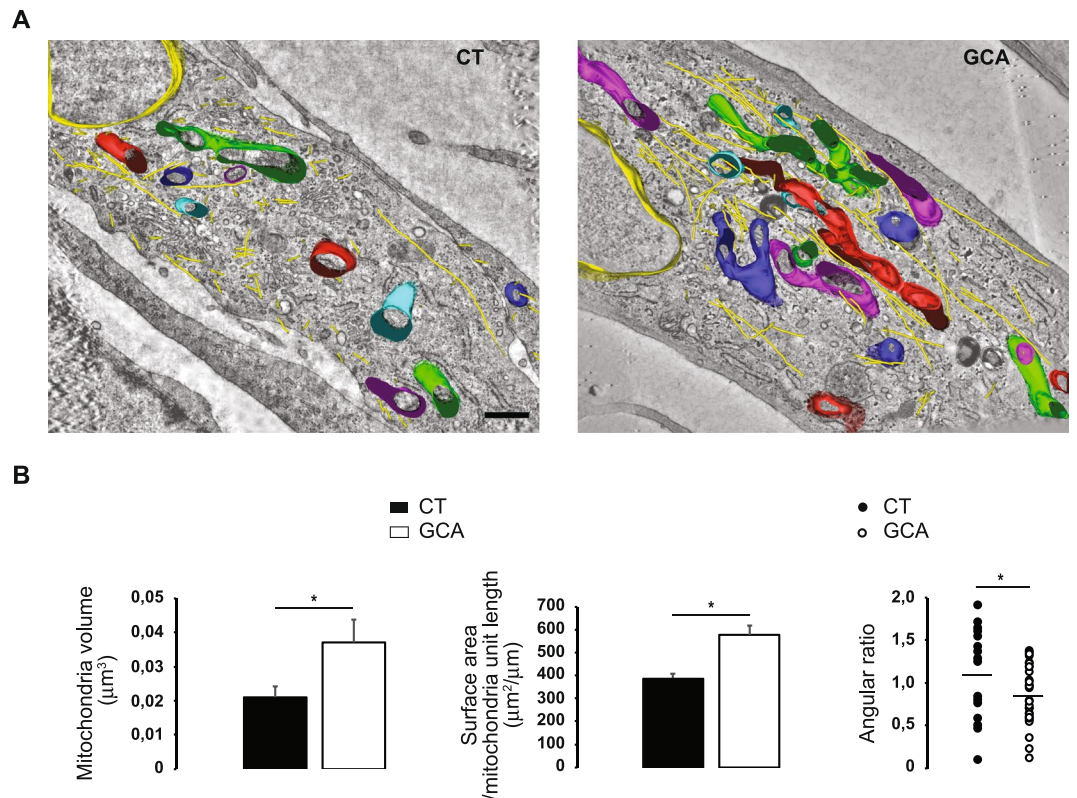 A
CT
GCA
B
CT
GCA
CT
GCA
Mitochondria volume
(µm³)
0,05
0,04
0,03
0,02
0,01
0
*
Surface area
/mitochondria unit length
(µm²/µm)
700
600
500
400
300
200
100
0
*
Angular ratio
2,0
1,5
1,0
0,5
0
*